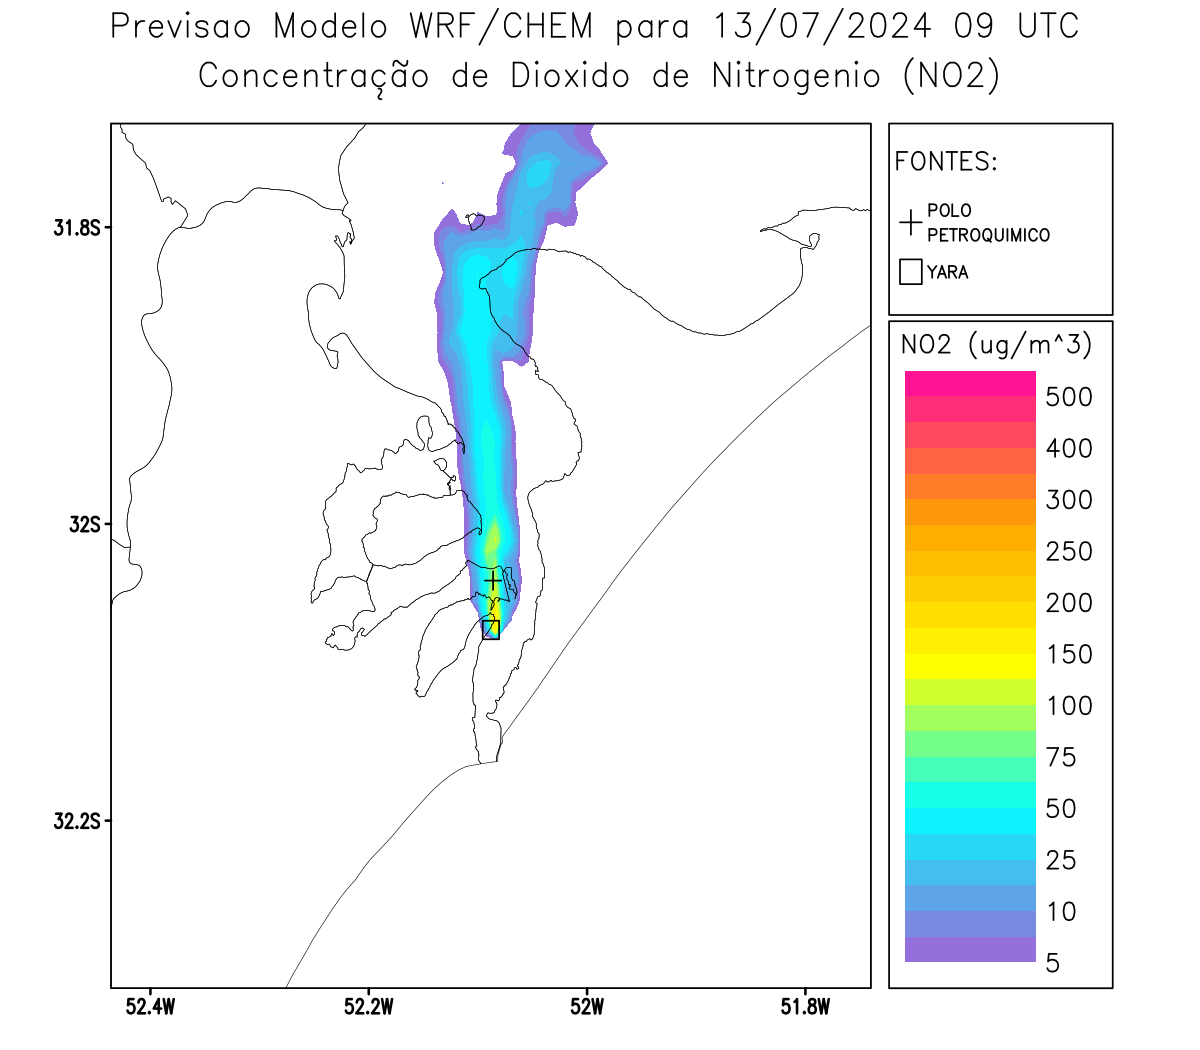 Previsao Modelo WRF/CHEM para 13/07/2024 09 UTC
Concentração de Dioxido de Nitrogenio (NO2)
FONTES:
POLO
PETROQUIMICO
YARA
NO2 (ug/m^3)
500
400
300
250
200
150
100
75
50
25
10
5
31.8S
32S
32.2S
52.4W
52.2W
52W
51.8W